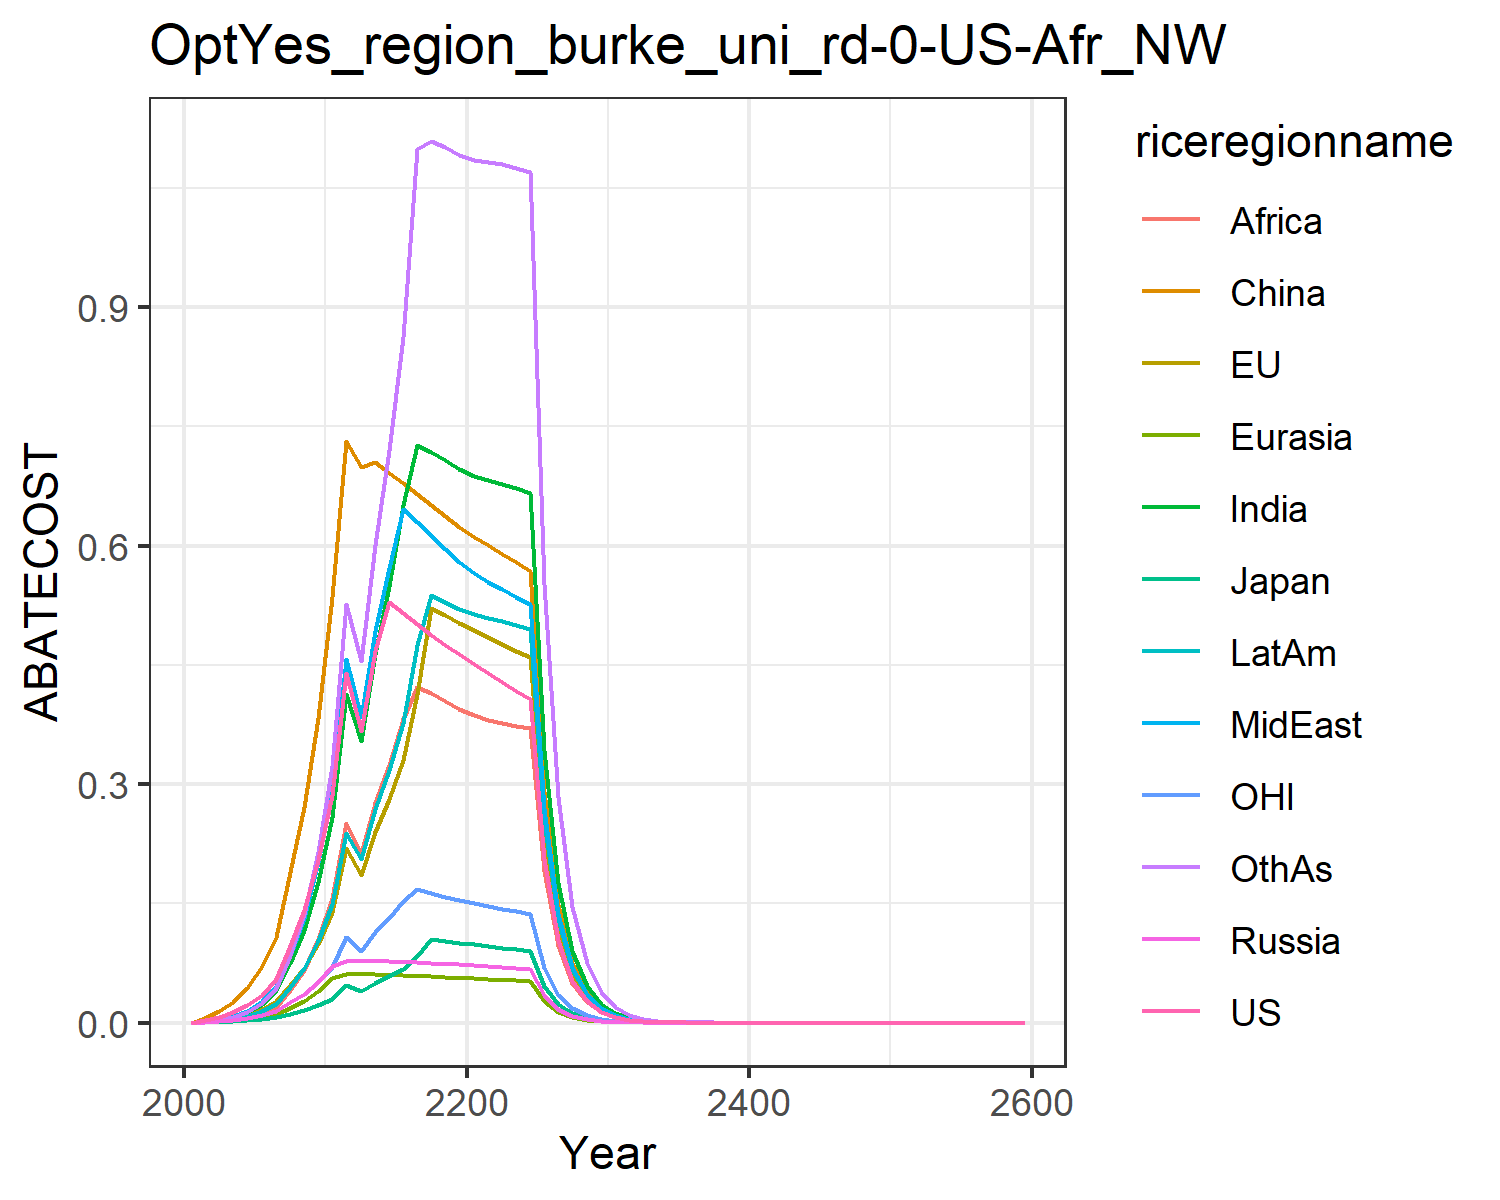 OptYes_region_burke_uni_rd-0-US-Afr_NW
ABATECOST
0.9
0.6
0.3
0.0
2000 2200 2400 2600
Year
riceregionname
Africa
China
EU
Eurasia
India
Japan
LatAm
MidEast
OHI
OthAs
Russia
US